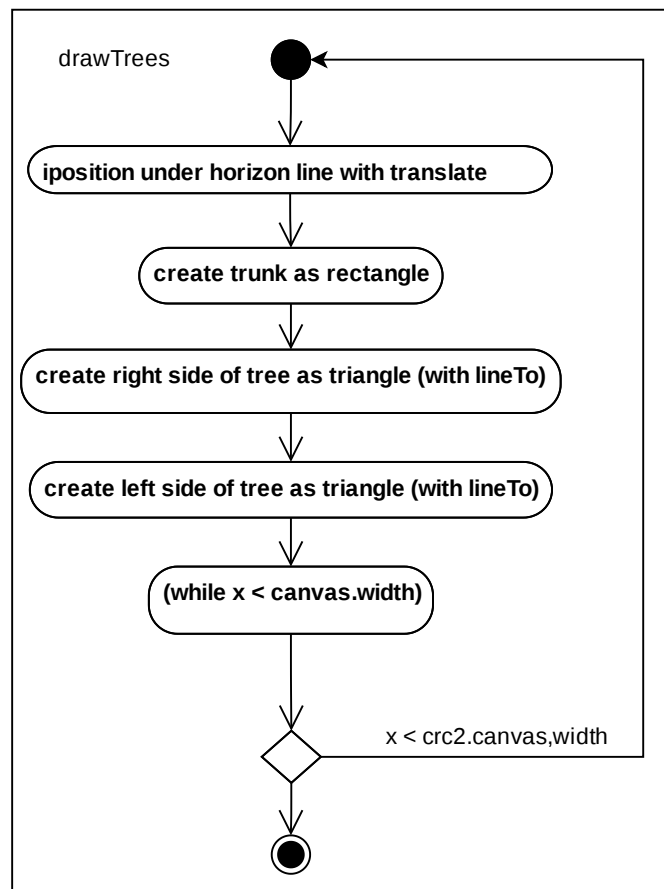 drawTrees
iposition under horizon line with translate
create trunk as rectangle
create right side of tree as triangle (with lineTo)
create left side of tree as triangle (with lineTo)
(while x < canvas.width)
x < crc2.canvas,width